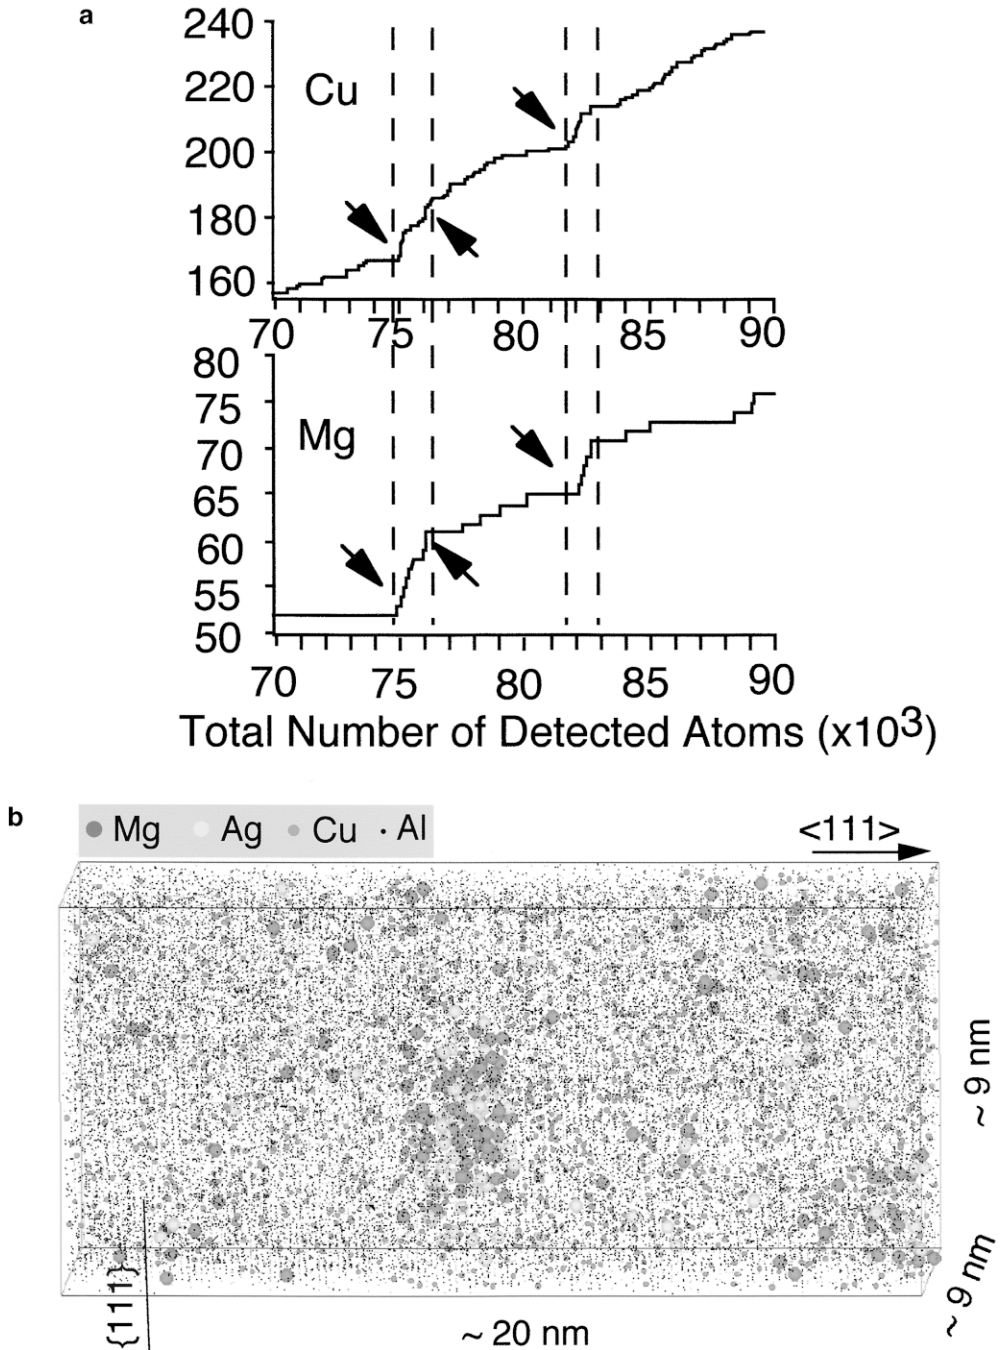 a
240
220
200
180
160
Cu
70 75 80 85 90
80
75
70
65
60
55
50
Mg
70 75 80 85 90
Total Number of Detected Atoms (x10³)
b
Mg Ag Cu Al
<111>
~ 9 nm
~ 9 nm
{111}
~ 20 nm